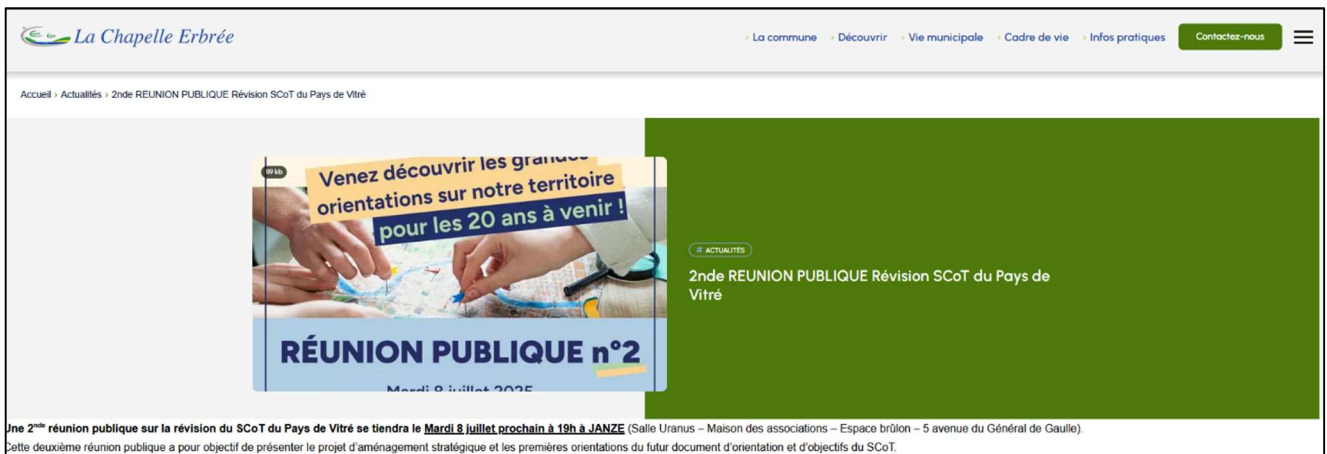 La Chapelle Erbrée
› La commune › Découvrir › Vie municipale › Cadre de vie › Infos pratiques Contactez-nous
Accueil › Actualités › 2nde REUNION PUBLIQUE Révision SCoT du Pays de Vitré
119 kb
Venez découvrir les grandes
orientations sur notre territoire
pour les 20 ans à venir !
RÉUNION PUBLIQUE n°2
Mardi 8 juillet 2025
# ACTUALITÉS
2nde REUNION PUBLIQUE Révision SCoT du Pays de
Vitré
Une 2nde réunion publique sur la révision du SCoT du Pays de Vitré se tiendra le Mardi 8 juillet prochain à 19h à JANZE (Salle Uranus – Maison des associations – Espace brûlon – 5 avenue du Général de Gaulle).
Cette deuxième réunion publique a pour objectif de présenter le projet d'aménagement stratégique et les premières orientations du futur document d'orientation et d'objectifs du SCoT.